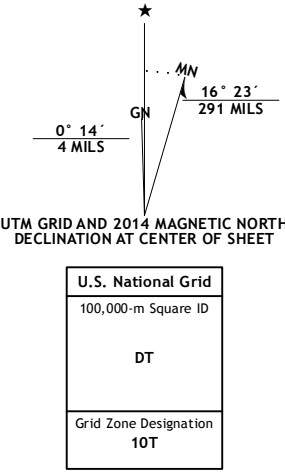 ★
MN
16° 23´
291 MILS
GN
0° 14´
4 MILS
UTM GRID AND 2014 MAGNETIC NORTH
DECLINATION AT CENTER OF SHEET
U.S. National Grid
100,000-m Square ID
DT
Grid Zone Designation
10T